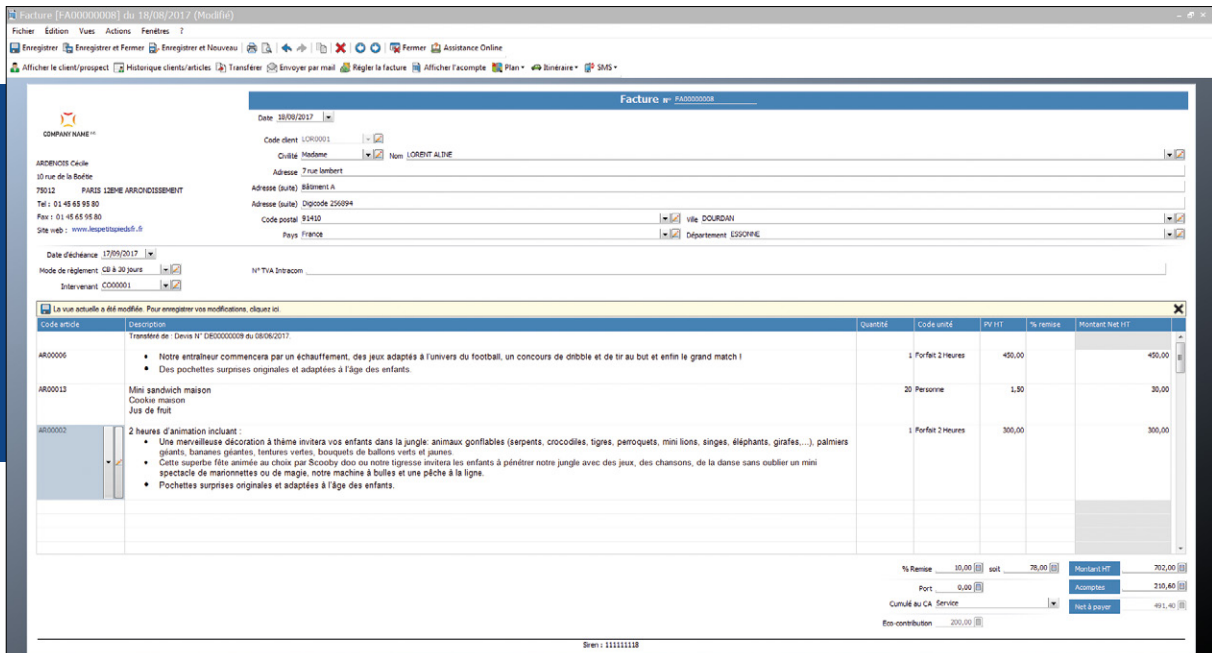 Facture [FA00000008] du 18/08/2017 (Modifié)
Fichier Édition Vues Actions Fenêtres ?
Enregistrer Enregistrer et Fermer Enregistrer et Nouveau Fermer Assistance Online
Afficher le client/prospect Historique clients/articles Transférer Envoyer par mail Régler la facture Afficher l'acompte Plan Itinéraire SMS
Facture n° FA00000008
COMPANY NAME
ARDENOIS Cécile
10 rue de la Boétie
75012 PARIS 12EME ARRONDISSEMENT
Tel : 01 45 65 95 80
Fax : 01 45 65 95 80
Site web : www.lespetitspiedsfr.fr
Date 18/08/2017
Code client LOR0001
Civilité Madame Nom LORENT ALINE
Adresse 7 rue lambert
Adresse (suite) Bâtiment A
Adresse (suite) Digicode 256894
Code postal 91410 Ville DOURDAN
Pays France Département ESSONNE
Date d'échéance 17/09/2017
Mode de règlement CB à 30 jours N° TVA Intracom
Intervenant CO00001
La vue actuelle a été modifiée. Pour enregistrer vos modifications, cliquez ici.
Code article Description Quantité Code unité PV HT % remise Montant Net HT
Transféré de : Devis N° DE00000009 du 08/06/2017.
AR00006 • Notre entraîneur commencera par un échauffement, des jeux adaptés à l'univers du football, un concours de dribble et de tir au but et enfin le grand match ! 1 Forfait 2 Heures 450,00 450,00
• Des pochettes surprises originales et adaptées à l'âge des enfants.
AR00013 Mini sandwich maison 20 Personne 1,50 30,00
Cookie maison
Jus de fruit
AR00002 2 heures d'animation incluant : 1 Forfait 2 Heures 300,00 300,00
• Une merveilleuse décoration à thème invitera vos enfants dans la jungle: animaux gonflables (serpents, crocodiles, tigres, perroquets, mini lions, singes, éléphants, girafes,...), palmiers
géants, bananes géantes, tentures vertes, bouquets de ballons verts et jaunes.
• Cette superbe fête animée au choix par Scooby doo ou notre tigresse invitera les enfants à pénétrer notre jungle avec des jeux, des chansons, de la danse sans oublier un mini
spectacle de marionnettes ou de magie, notre machine à bulles et une pêche à la ligne.
• Pochettes surprises originales et adaptées à l'âge des enfants.
% Remise 10,00 soit 78,00 Montant HT 702,00
Port 0,00 Acomptes 210,60
Cumulé au CA Service Net à payer 491,40
Eco-contribution 200,00
Siren : 111111118